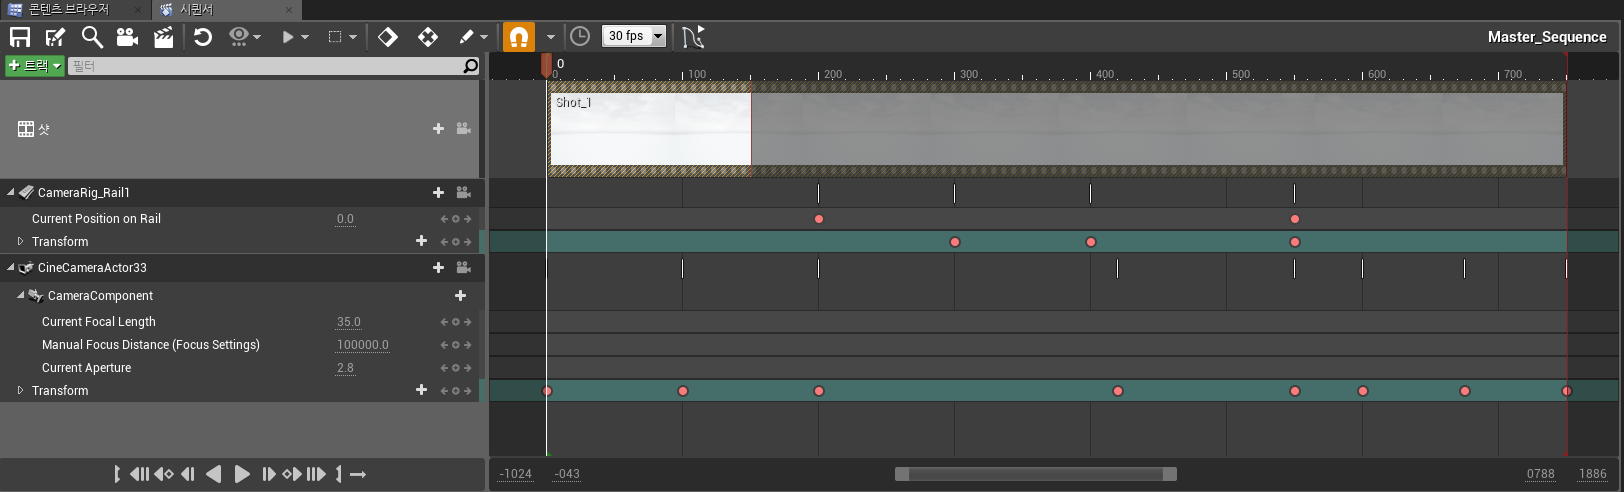 콘텐츠 브라우저
시퀀서
30 fps
Master_Sequence
트랙
필터
0
0 100 200 300 400 500 600 700
Shot_1
샷
CameraRig_Rail1
Current Position on Rail 0.0
Transform
CineCameraActor33
CameraComponent
Current Focal Length 35.0
Manual Focus Distance (Focus Settings) 100000.0
Current Aperture 2.8
Transform
-1024 -043 0788 1886